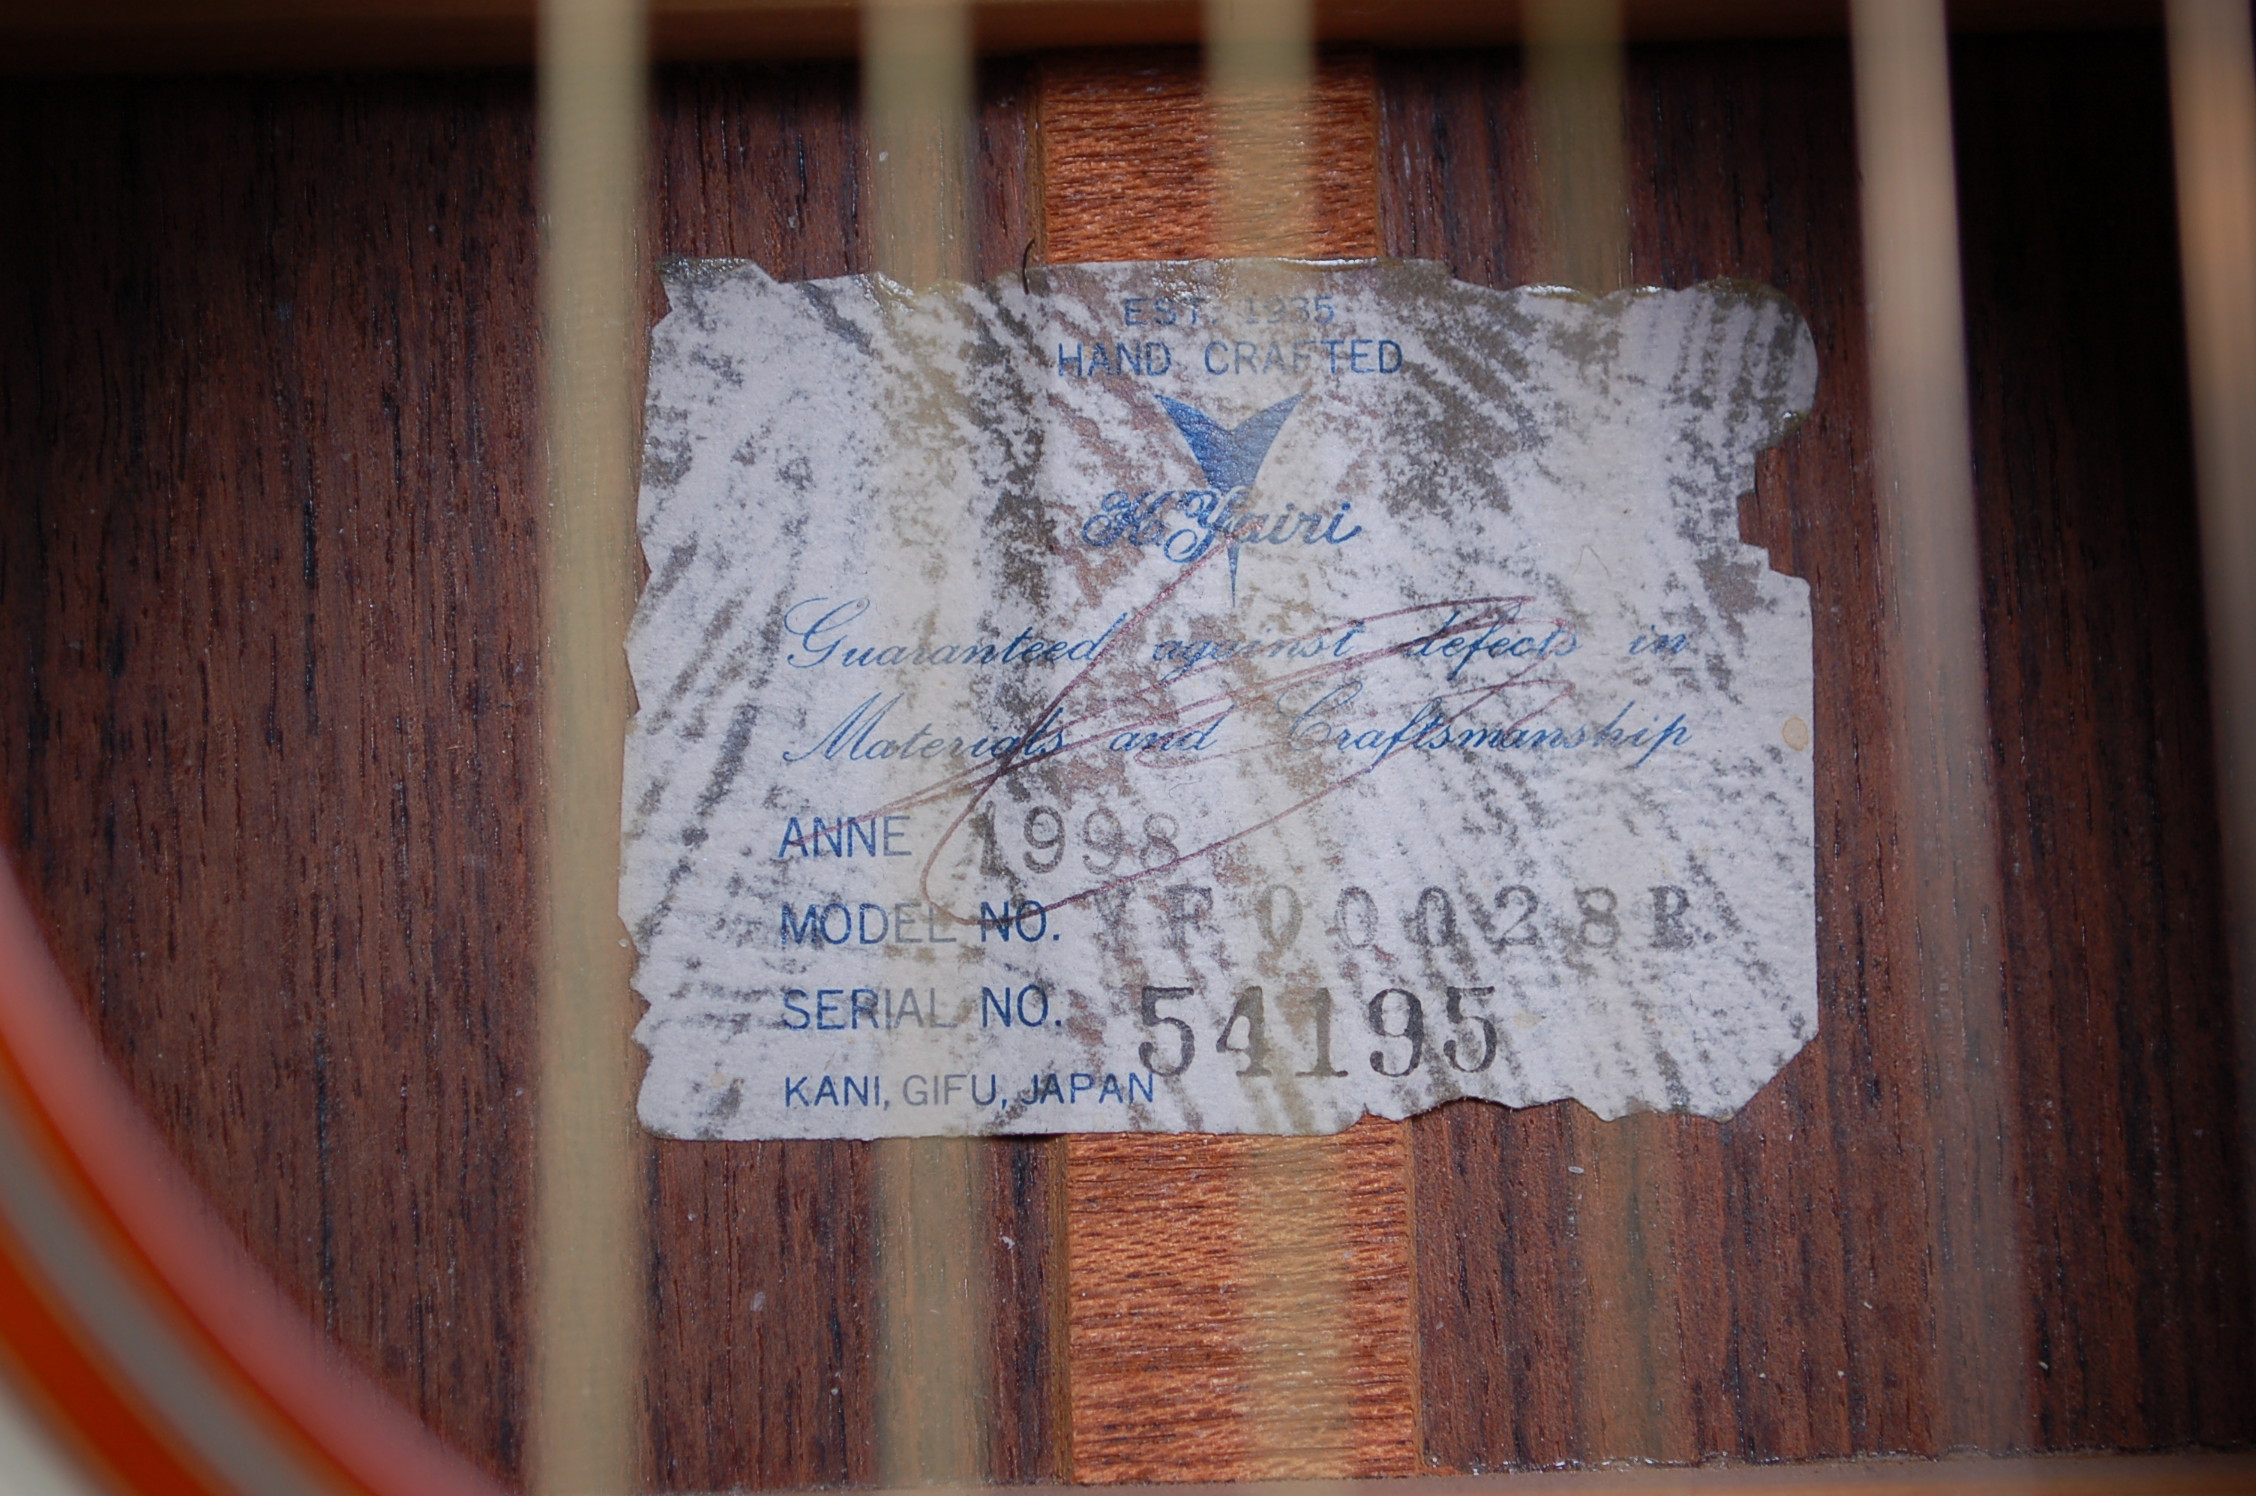 EST. 1935
HAND CRAFTED
K. Yairi
Guaranteed against defects in
Materials and Craftsmanship
ANNE 1998
MODEL NO. YF00028R.
SERIAL NO. 54195
KANI, GIFU, JAPAN